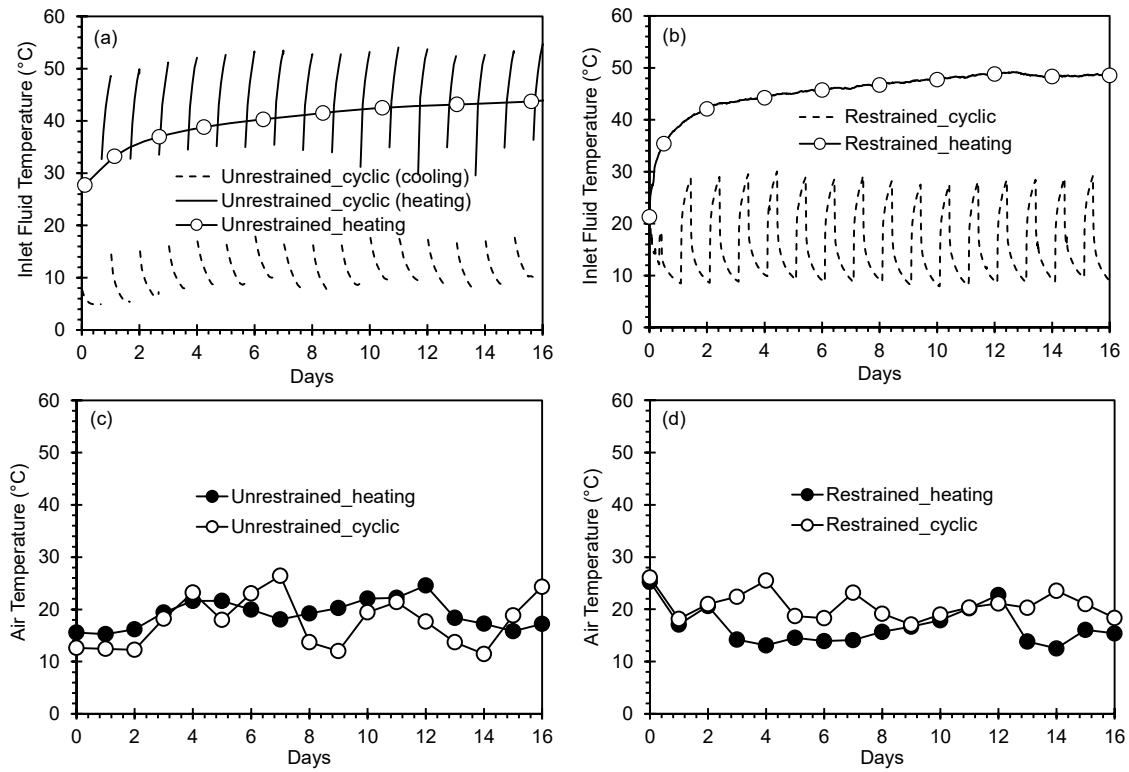 (a)
60
50
40
30
20
10
0
Inlet Fluid Temperature (°C)
Unrestrained_cyclic (cooling)
Unrestrained_cyclic (heating)
Unrestrained_heating
0 2 4 6 8 10 12 14 16
Days
(b)
60
50
40
30
20
10
0
Inlet Fluid Temperature (°C)
Restrained_cyclic
Restrained_heating
0 2 4 6 8 10 12 14 16
Days
(c)
60
50
40
30
20
10
0
Air Temperature (°C)
Unrestrained_heating
Unrestrained_cyclic
0 2 4 6 8 10 12 14 16
Days
(d)
60
50
40
30
20
10
0
Air Temperature (°C)
Restrained_heating
Restrained_cyclic
0 2 4 6 8 10 12 14 16
Days